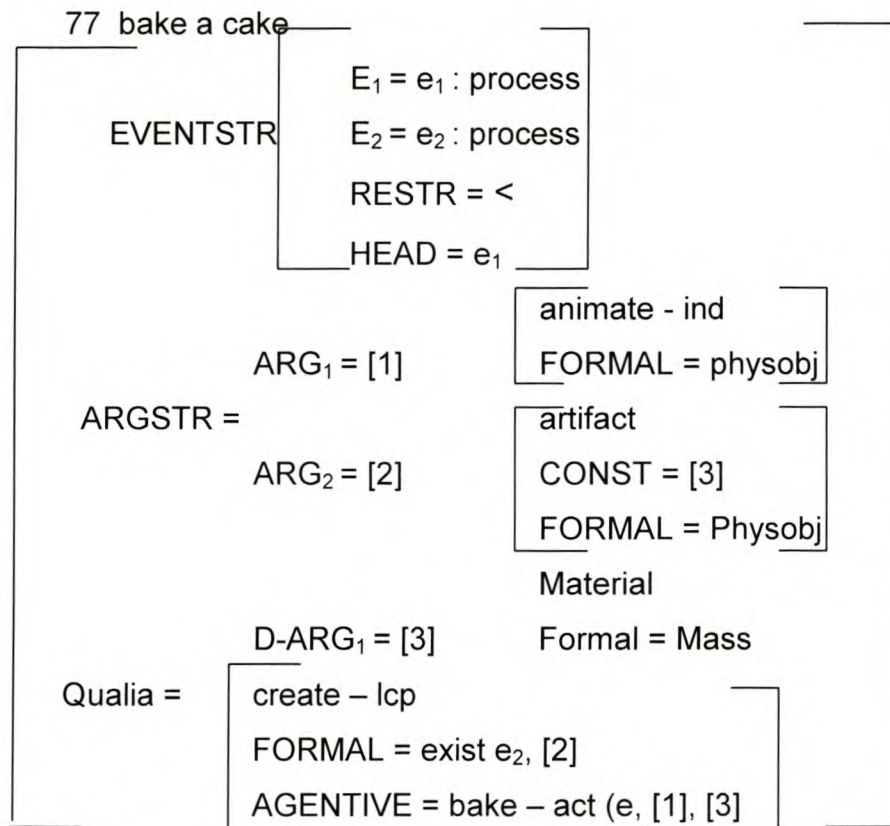 77 bake a cake
E₁ = e₁ : process
EVENTSTR E₂ = e₂ : process
RESTR = <
HEAD = e₁
animate - ind
ARG₁ = [1] FORMAL = physobj
ARGSTR = artifact
ARG₂ = [2] CONST = [3]
FORMAL = Physobj
Material
D-ARG₁ = [3] Formal = Mass
Qualia = create – lcp
FORMAL = exist e₂, [2]
AGENTIVE = bake – act (e, [1], [3]